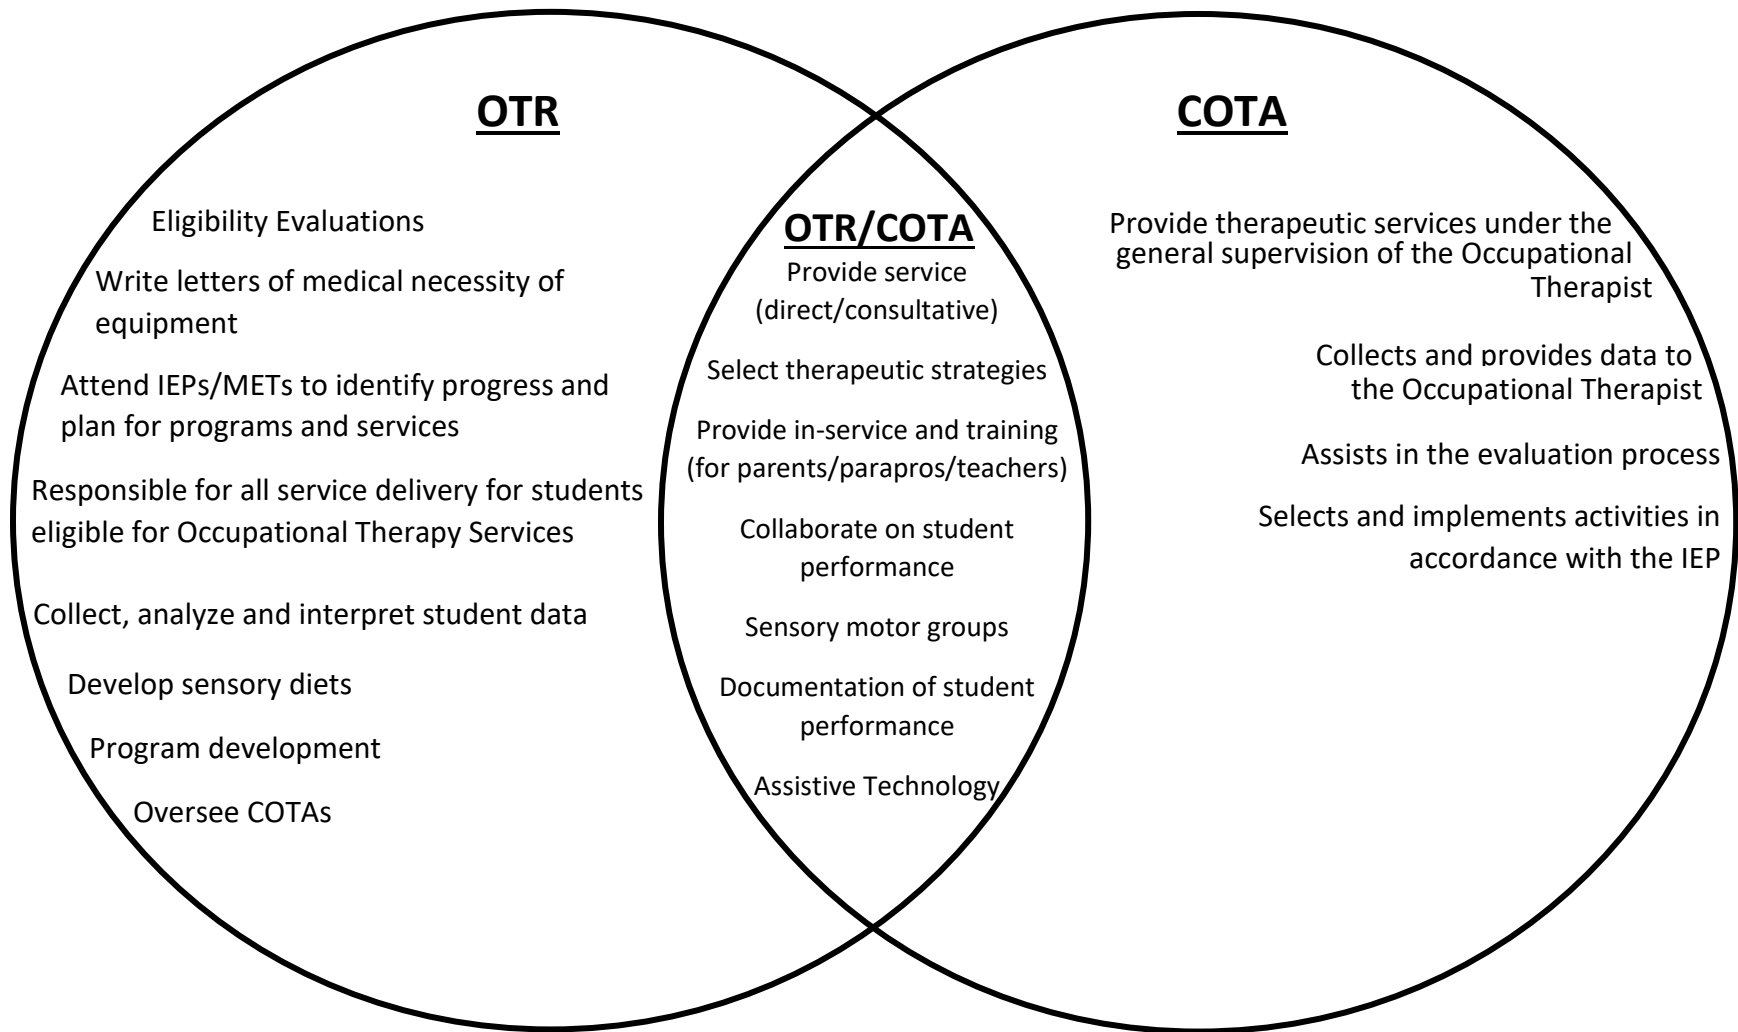 OTR
Eligibility Evaluations
Write letters of medical necessity of
equipment
Attend IEPs/METs to identify progress and
plan for programs and services
Responsible for all service delivery for students
eligible for Occupational Therapy Services
Collect, analyze and interpret student data
Develop sensory diets
Program development
Oversee COTAs
OTR/COTA
Provide service
(direct/consultative)
Select therapeutic strategies
Provide in-service and training
(for parents/parapros/teachers)
Collaborate on student
performance
Sensory motor groups
Documentation of student
performance
Assistive Technology
COTA
Provide therapeutic services under the
general supervision of the Occupational
Therapist
Collects and provides data to
the Occupational Therapist
Assists in the evaluation process
Selects and implements activities in
accordance with the IEP